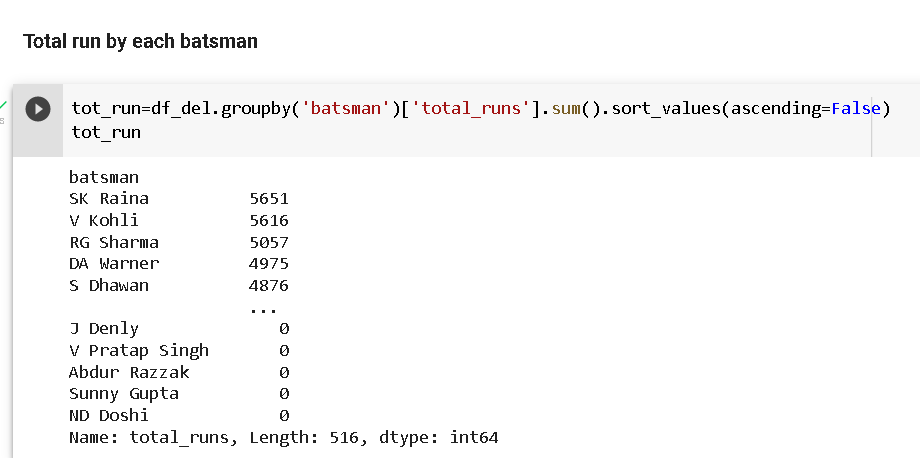 Total run by each batsman
tot_run=df_del.groupby('batsman')['total_runs'].sum().sort_values(ascending=False)
tot_run
batsman
SK Raina 5651
V Kohli 5616
RG Sharma 5057
DA Warner 4975
S Dhawan 4876
...
J Denly 0
V Pratap Singh 0
Abdur Razzak 0
Sunny Gupta 0
ND Doshi 0
Name: total_runs, Length: 516, dtype: int64